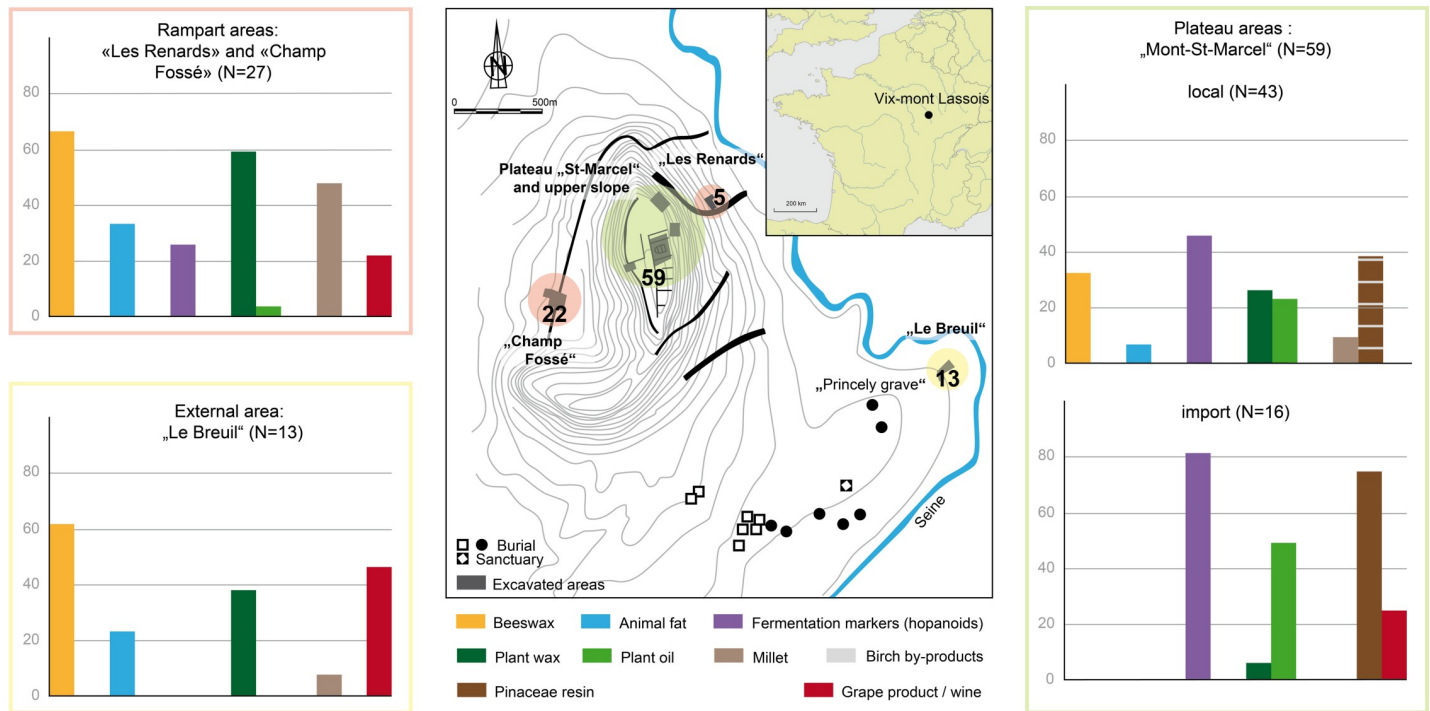 Rampart areas:
«Les Renards» and «Champ
Fossé» (N=27)
80
60
40
20
0
External area:
„Le Breuil“ (N=13)
80
60
40
20
0
N
0 500m
Plateau „St-Marcel“
and upper slope
„Les Renards“
5
59
22
„Champ
Fossé“
„Le Breuil“
13
„Princely grave“
Seine
Burial
Sanctuary
Excavated areas
Vix-mont Lassois
200 km
Beeswax
Animal fat
Fermentation markers (hopanoids)
Plant wax
Plant oil
Millet
Birch by-products
Pinaceae resin
Grape product / wine
Plateau areas :
„Mont-St-Marcel“ (N=59)
local (N=43)
80
60
40
20
0
import (N=16)
80
60
40
20
0